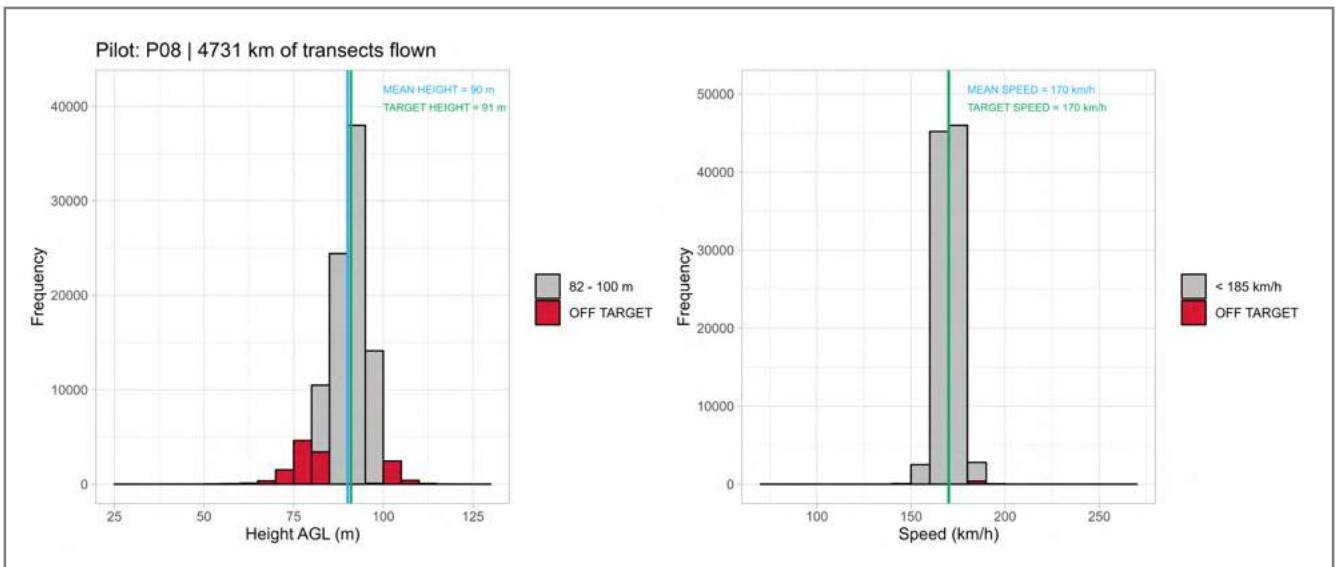 Pilot: P08 | 4731 km of transects flown
MEAN HEIGHT = 90 m
TARGET HEIGHT = 91 m
40000
30000
20000
10000
0
Frequency
25 50 75 100 125
Height AGL (m)
82 - 100 m
OFF TARGET
MEAN SPEED = 170 km/h
TARGET SPEED = 170 km/h
50000
40000
30000
20000
10000
0
Frequency
100 150 200 250
Speed (km/h)
< 185 km/h
OFF TARGET